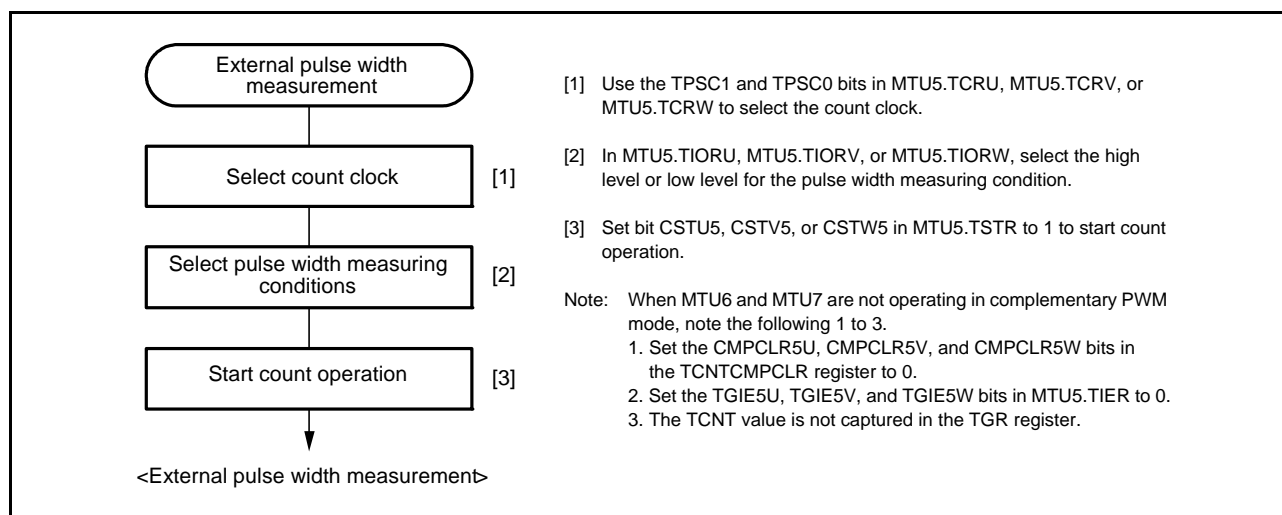 External pulse width
measurement
Select count clock
[1]
Select pulse width measuring
conditions
[2]
Start count operation
[3]
<External pulse width measurement>
[1] Use the TPSC1 and TPSC0 bits in MTU5.TCRU, MTU5.TCRV, or
MTU5.TCRW to select the count clock.
[2] In MTU5.TIORU, MTU5.TIORV, or MTU5.TIORW, select the high
level or low level for the pulse width measuring condition.
[3] Set bit CSTU5, CSTV5, or CSTW5 in MTU5.TSTR to 1 to start count
operation.
Note: When MTU6 and MTU7 are not operating in complementary PWM
mode, note the following 1 to 3.
1. Set the CMPCLR5U, CMPCLR5V, and CMPCLR5W bits in
the TCNTCMPCLR register to 0.
2. Set the TGIE5U, TGIE5V, and TGIE5W bits in MTU5.TIER to 0.
3. The TCNT value is not captured in the TGR register.